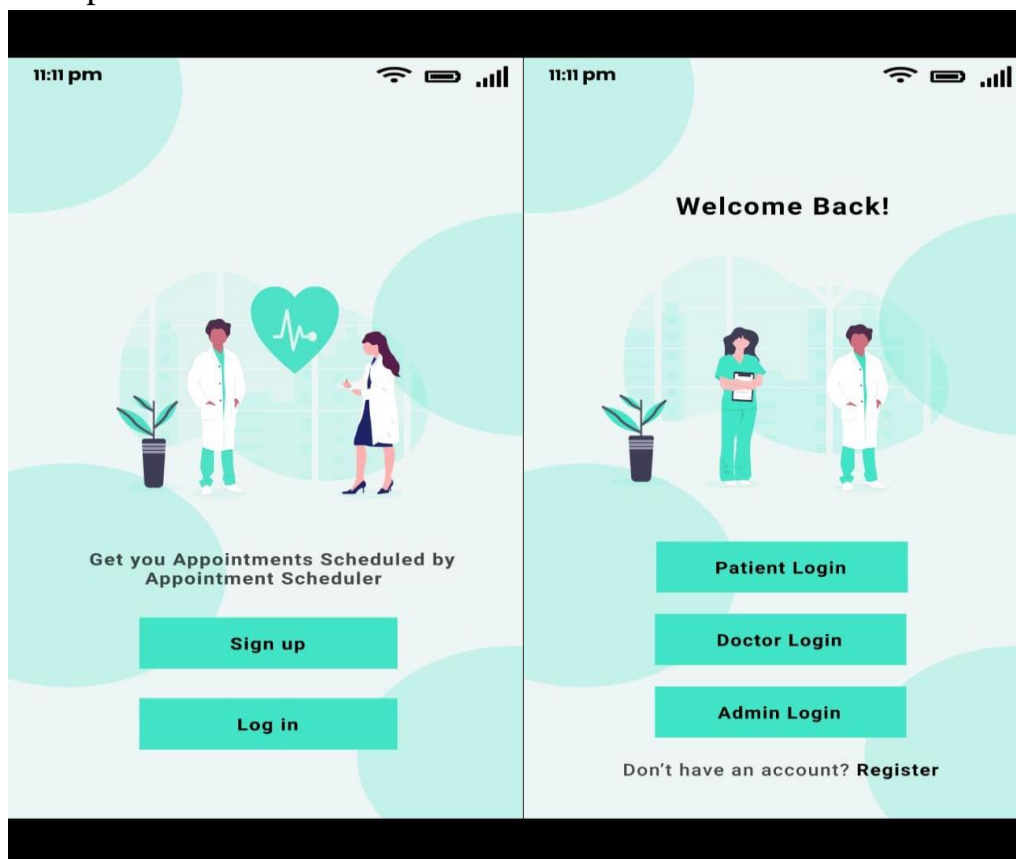 11:11 pm
Get you Appointments Scheduled by
Appointment Scheduler
Sign up
Log in
11:11 pm
Welcome Back!
Patient Login
Doctor Login
Admin Login
Don't have an account? Register